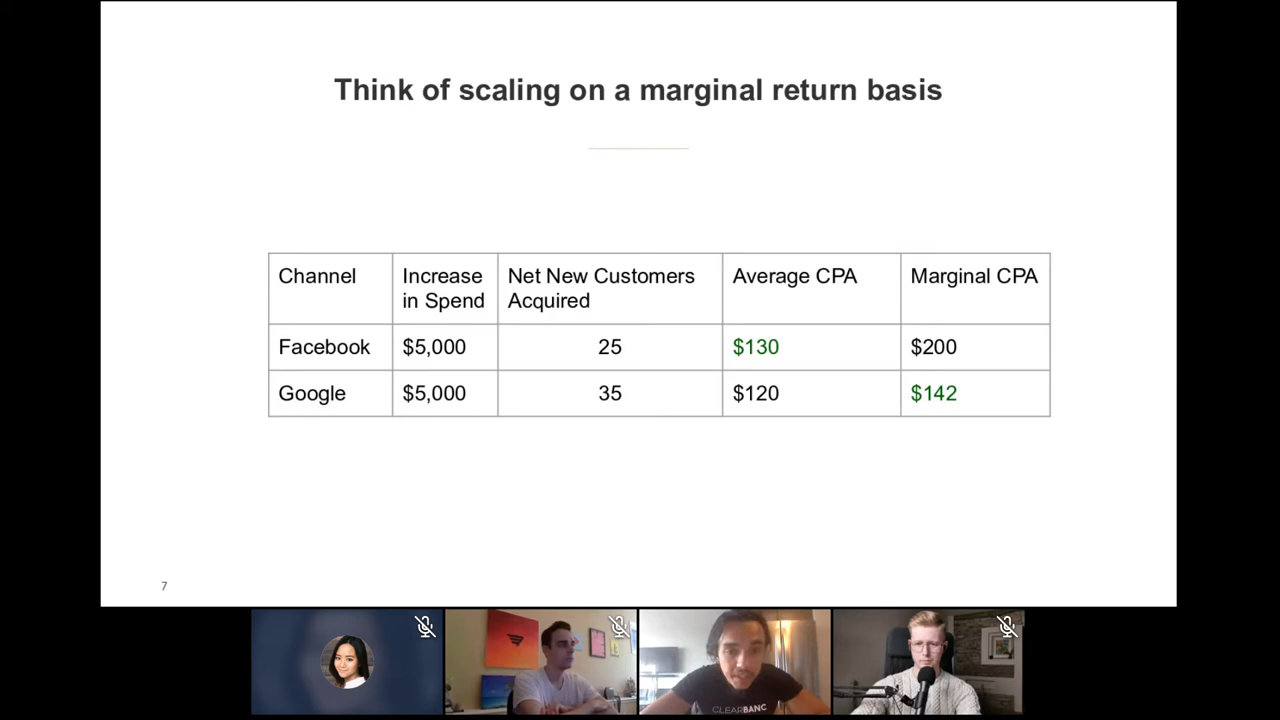 Think of scaling on a marginal return basis
Channel
Increase
in Spend
Net New Customers
Acquired
Average CPA
Marginal CPA
Facebook
$5,000
25
$130
$200
Google
$5,000
35
$120
$142
7
CLEARBANC